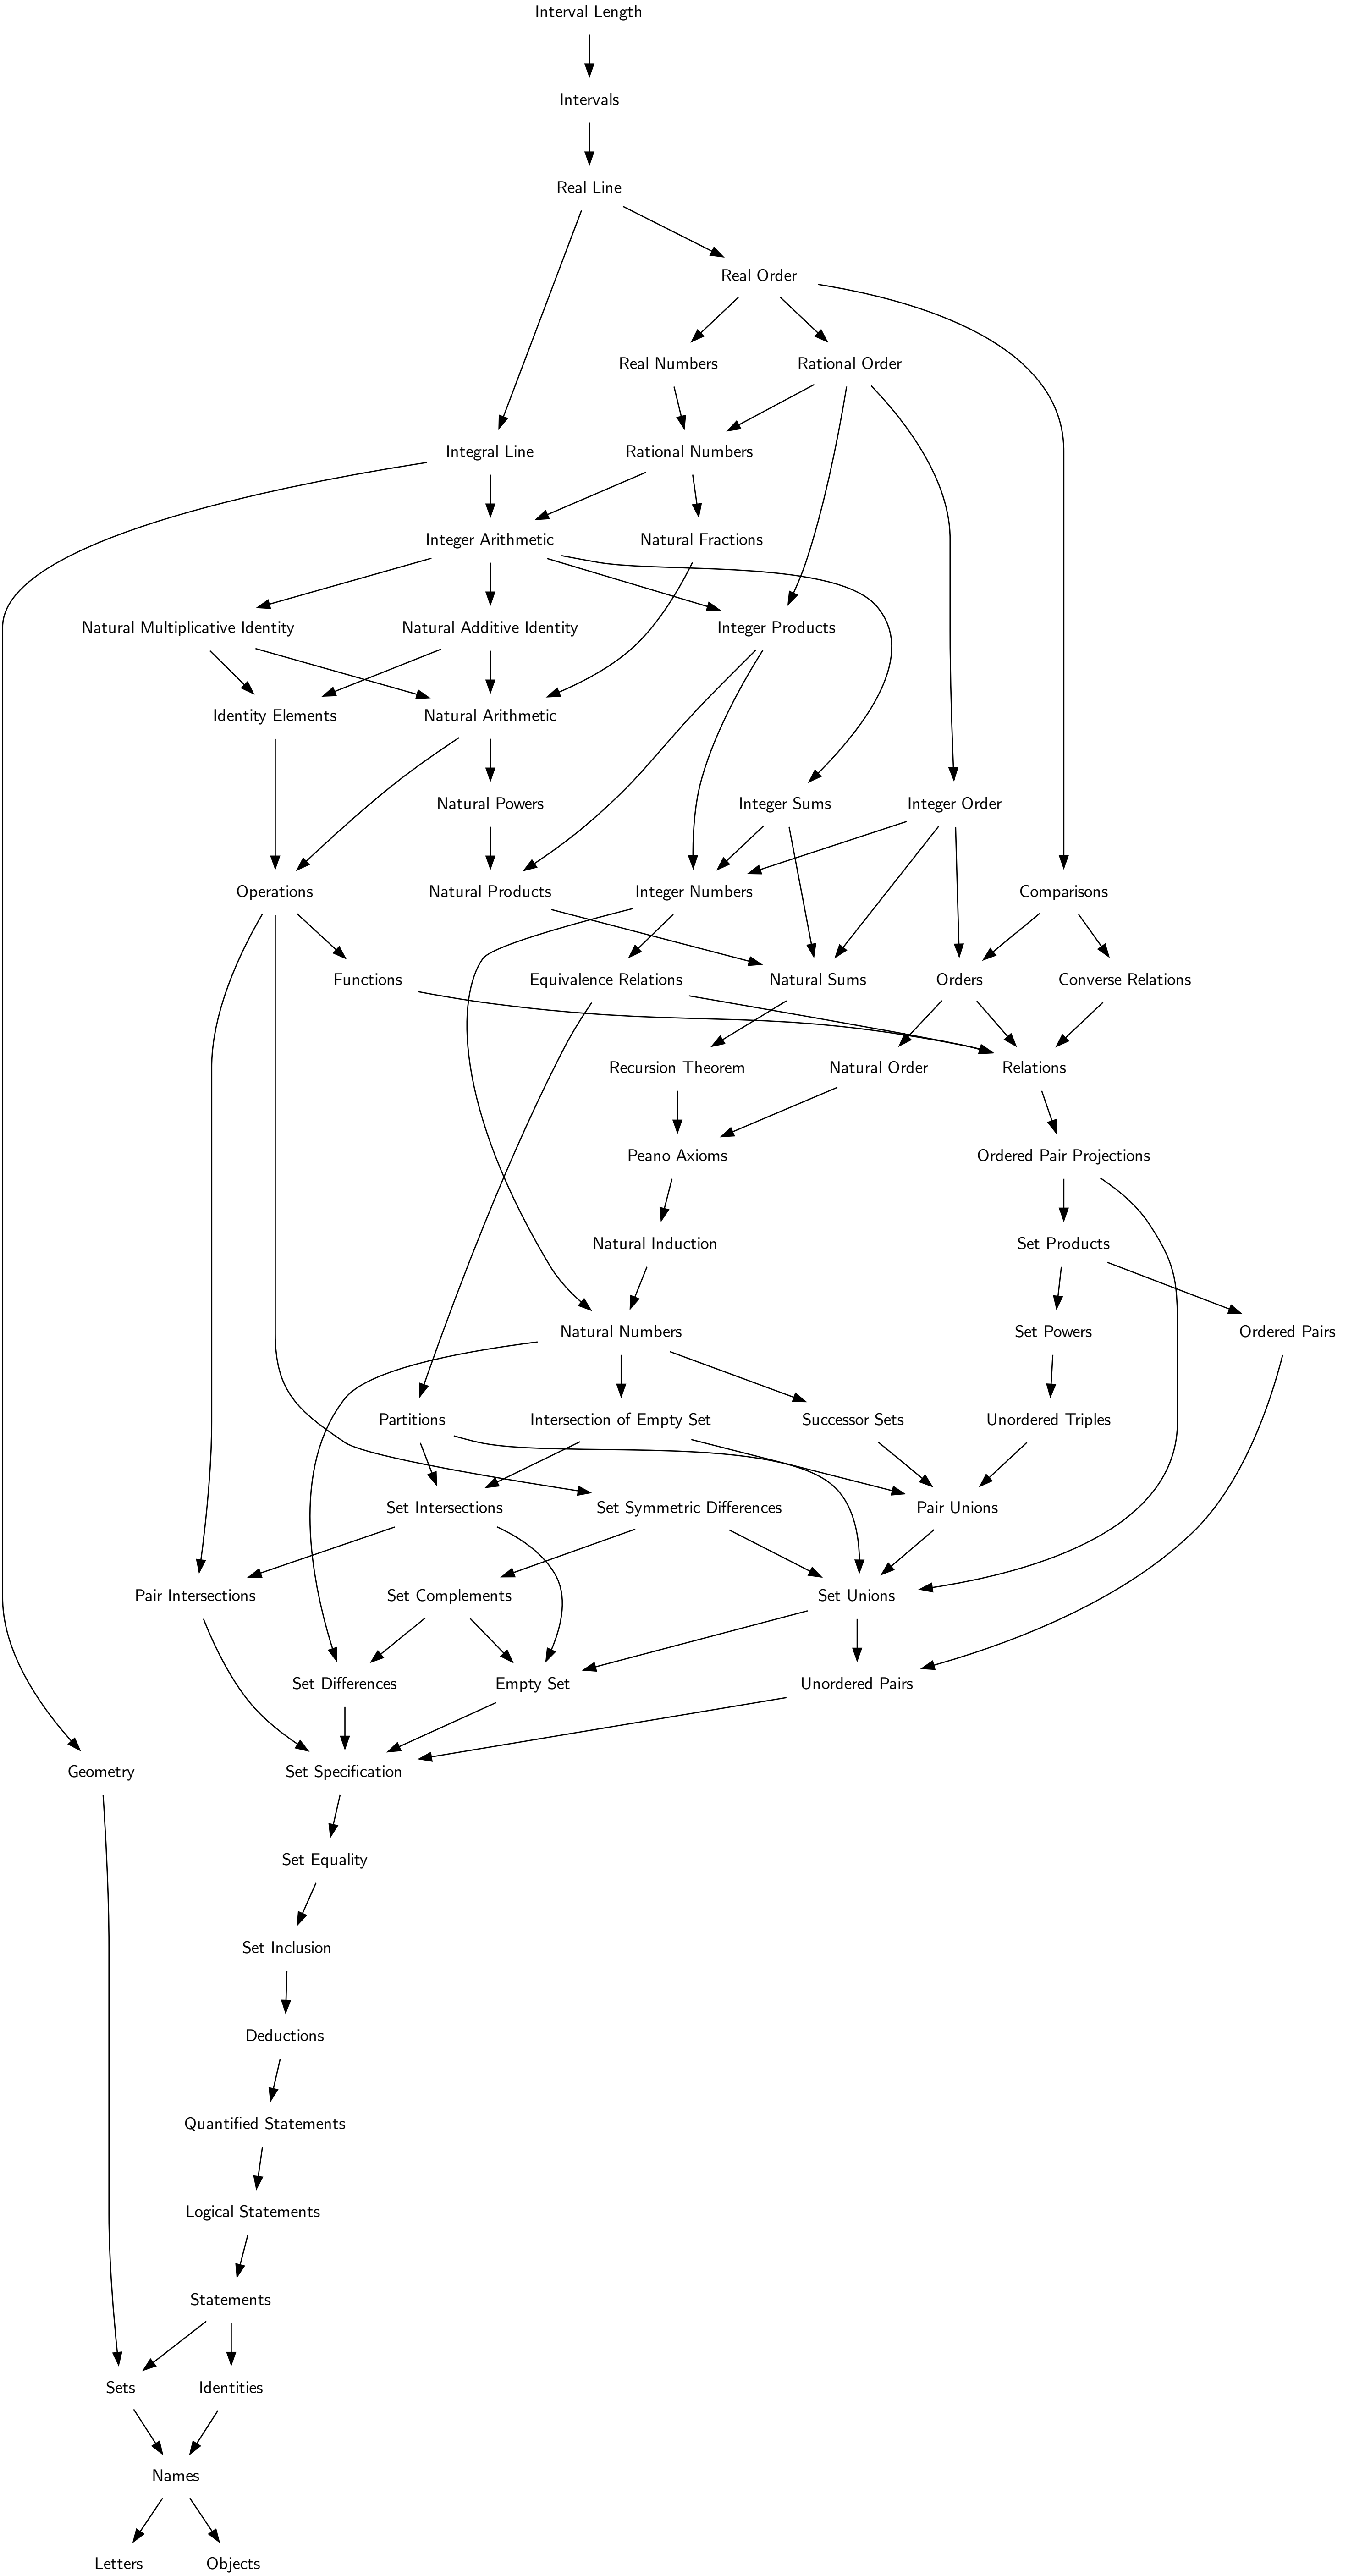 Interval Length
Intervals
Real Line
Real Order
Real Numbers
Rational Order
Integral Line
Rational Numbers
Integer Arithmetic
Natural Fractions
Natural Multiplicative Identity
Natural Additive Identity
Integer Products
Identity Elements
Natural Arithmetic
Natural Powers
Integer Sums
Integer Order
Operations
Natural Products
Integer Numbers
Comparisons
Functions
Equivalence Relations
Natural Sums
Orders
Converse Relations
Recursion Theorem
Natural Order
Relations
Peano Axioms
Ordered Pair Projections
Natural Induction
Set Products
Natural Numbers
Set Powers
Ordered Pairs
Partitions
Intersection of Empty Set
Successor Sets
Unordered Triples
Set Intersections
Set Symmetric Differences
Pair Unions
Pair Intersections
Set Complements
Set Unions
Set Differences
Empty Set
Unordered Pairs
Geometry
Set Specification
Set Equality
Set Inclusion
Deductions
Quantified Statements
Logical Statements
Statements
Sets
Identities
Names
Letters
Objects